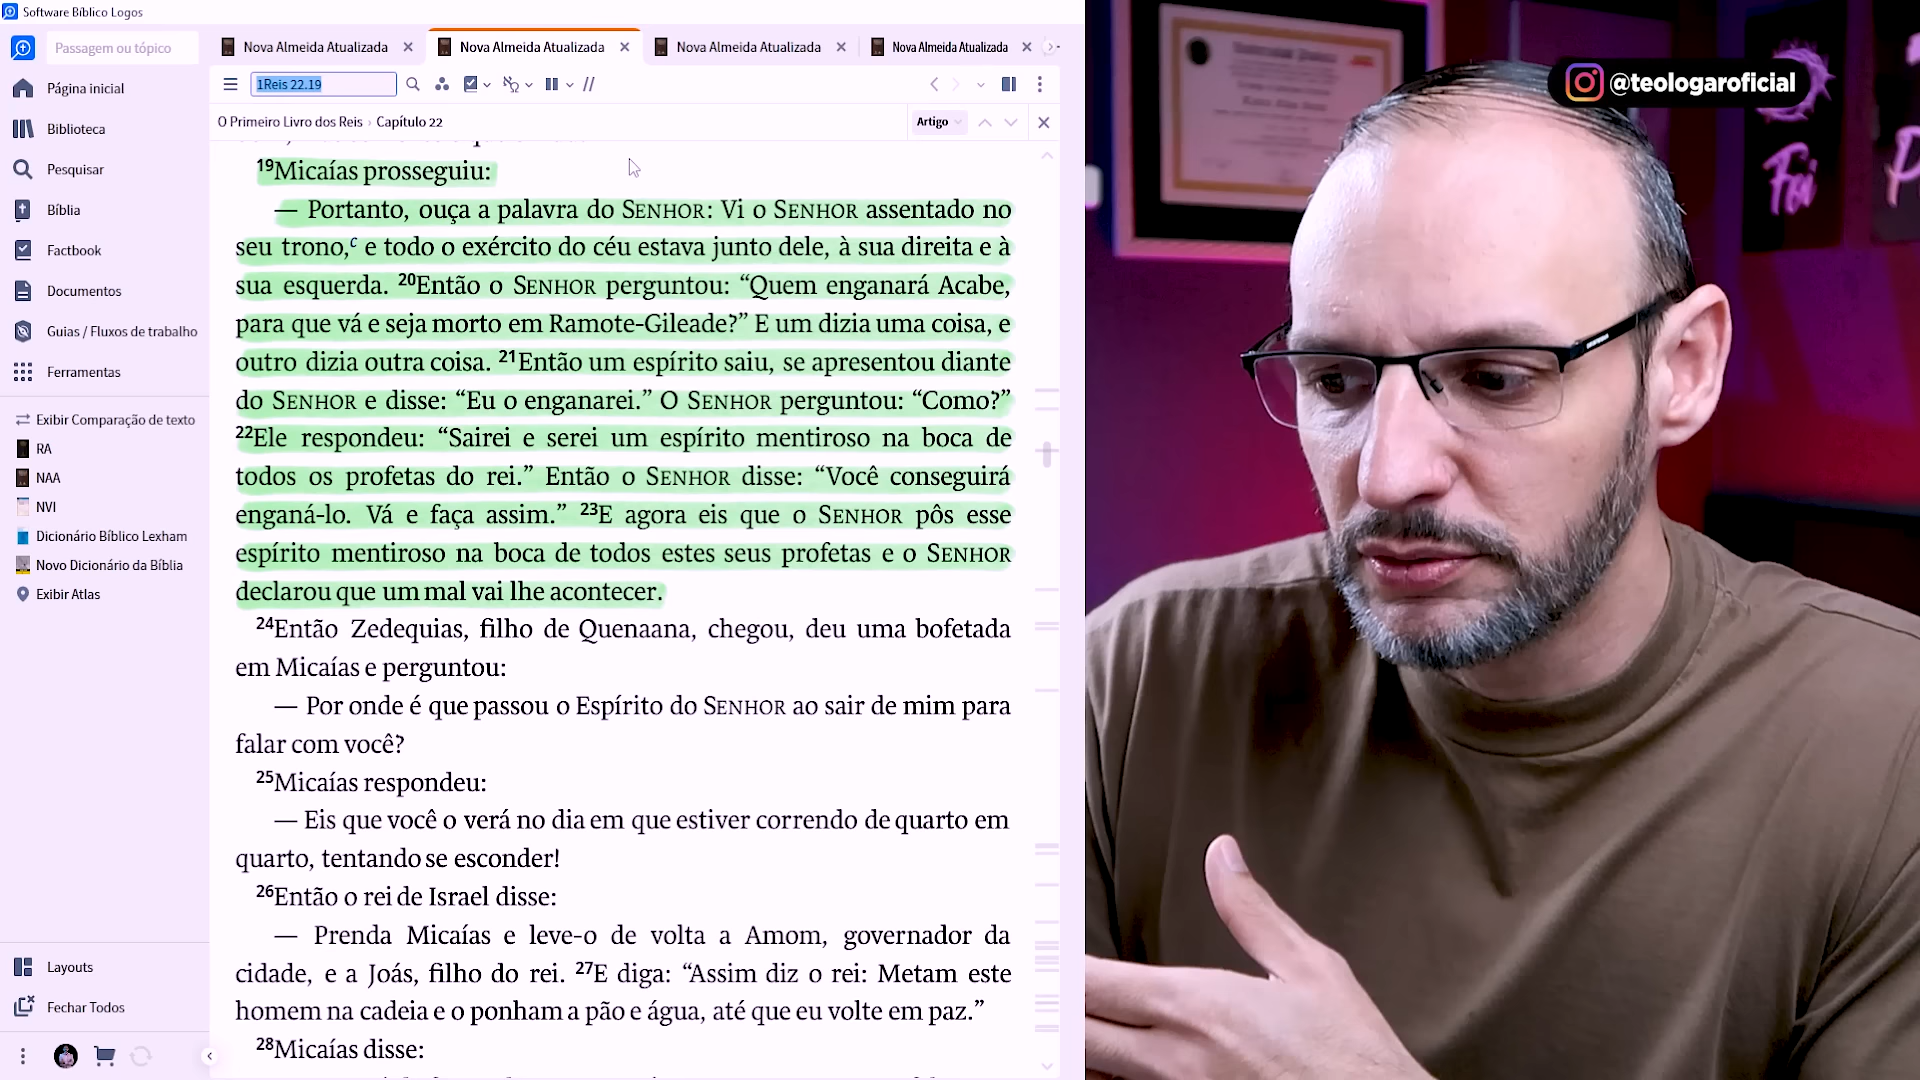 Software Bíblico Logos
Passagem ou tópico
Página inicial
Biblioteca
Pesquisar
Bíblia
Factbook
Documentos
Guias / Fluxos de trabalho
Ferramentas
Exibir Comparação de texto
RA
NAA
NVI
Dicionário Bíblico Lexham
Novo Dicionário da Bíblia
Exibir Atlas
Layouts
Fechar Todos
Nova Almeida Atualizada
Nova Almeida Atualizada
Nova Almeida Atualizada
Nova Almeida Atualizada
1Reis 22.19
O Primeiro Livro dos Reis › Capítulo 22
Artigo
19Micaías prosseguiu:
— Portanto, ouça a palavra do SENHOR: Vi o SENHOR assentado no
seu trono,c e todo o exército do céu estava junto dele, à sua direita e à
sua esquerda. 20Então o SENHOR perguntou: “Quem enganará Acabe,
para que vá e seja morto em Ramote-Gileade?” E um dizia uma coisa, e
outro dizia outra coisa. 21Então um espírito saiu, se apresentou diante
do SENHOR e disse: “Eu o enganarei.” O SENHOR perguntou: “Como?”
22Ele respondeu: “Sairei e serei um espírito mentiroso na boca de
todos os profetas do rei.” Então o SENHOR disse: “Você conseguirá
enganá-lo. Vá e faça assim.” 23E agora eis que o SENHOR pôs esse
espírito mentiroso na boca de todos estes seus profetas e o SENHOR
declarou que um mal vai lhe acontecer.
24Então Zedequias, filho de Quenaana, chegou, deu uma bofetada
em Micaías e perguntou:
— Por onde é que passou o Espírito do SENHOR ao sair de mim para
falar com você?
25Micaías respondeu:
— Eis que você o verá no dia em que estiver correndo de quarto em
quarto, tentando se esconder!
26Então o rei de Israel disse:
— Prenda Micaías e leve-o de volta a Amom, governador da
cidade, e a Joás, filho do rei. 27E diga: “Assim diz o rei: Metam este
homem na cadeia e o ponham a pão e água, até que eu volte em paz.”
28Micaías disse:
@teologaroficial